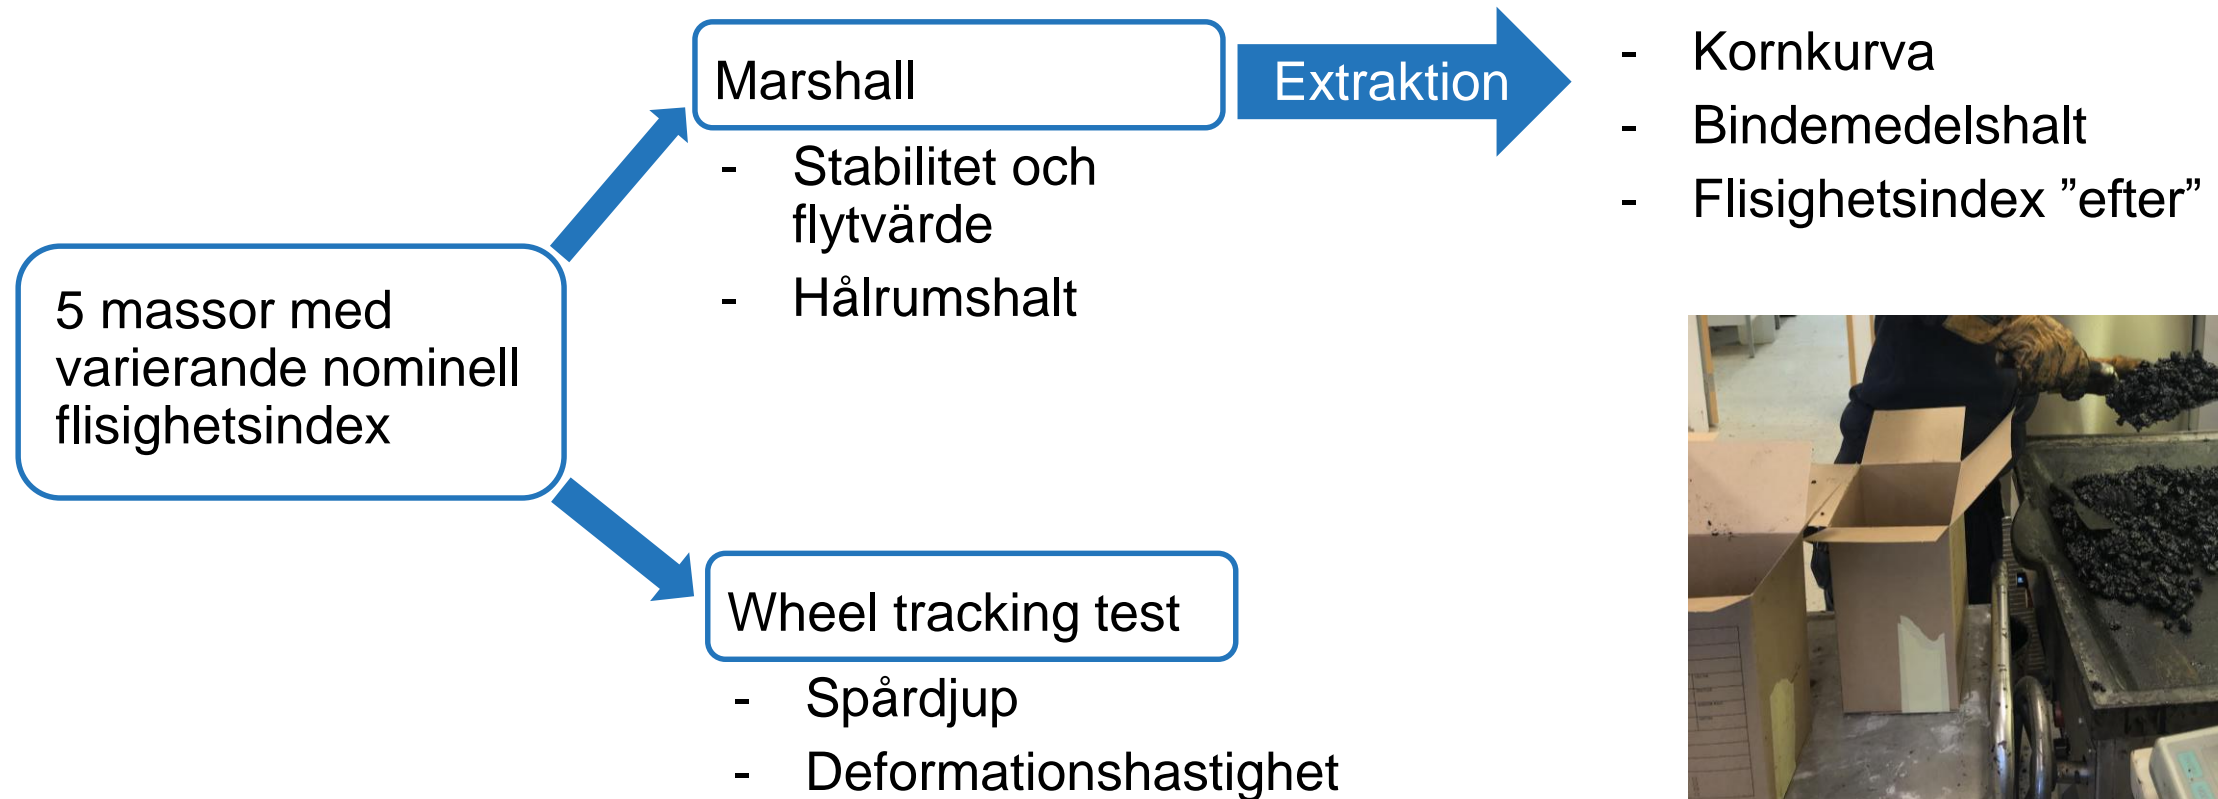 5 massor med
varierande nominell
flisighetsindex
Marshall
- Stabilitet och
flytvärde
- Hålrumshalt
Extraktion
- Kornkurva
- Bindemedelshalt
- Flisighetsindex ”efter”
Wheel tracking test
- Spårdjup
- Deformationshastighet